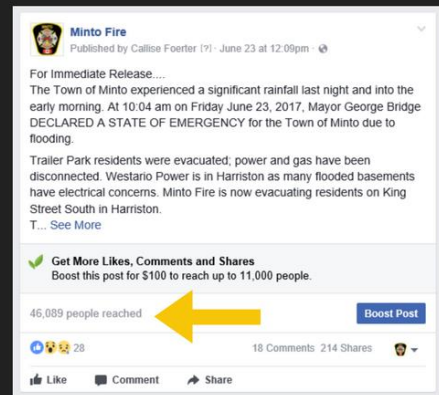 Minto Fire
Published by Callise Foerter [?] · June 23 at 12:09pm ·
For Immediate Release....
The Town of Minto experienced a significant rainfall last night and into the
early morning. At 10:04 am on Friday June 23, 2017, Mayor George Bridge
DECLARED A STATE OF EMERGENCY for the Town of Minto due to
flooding.
Trailer Park residents were evacuated; power and gas have been
disconnected. Westario Power is in Harriston as many flooded basements
have electrical concerns. Minto Fire is now evacuating residents on King
Street South in Harriston.
T... See More
Get More Likes, Comments and Shares
Boost this post for $100 to reach up to 11,000 people.
46,089 people reached
Boost Post
28
18 Comments 214 Shares
Like Comment Share